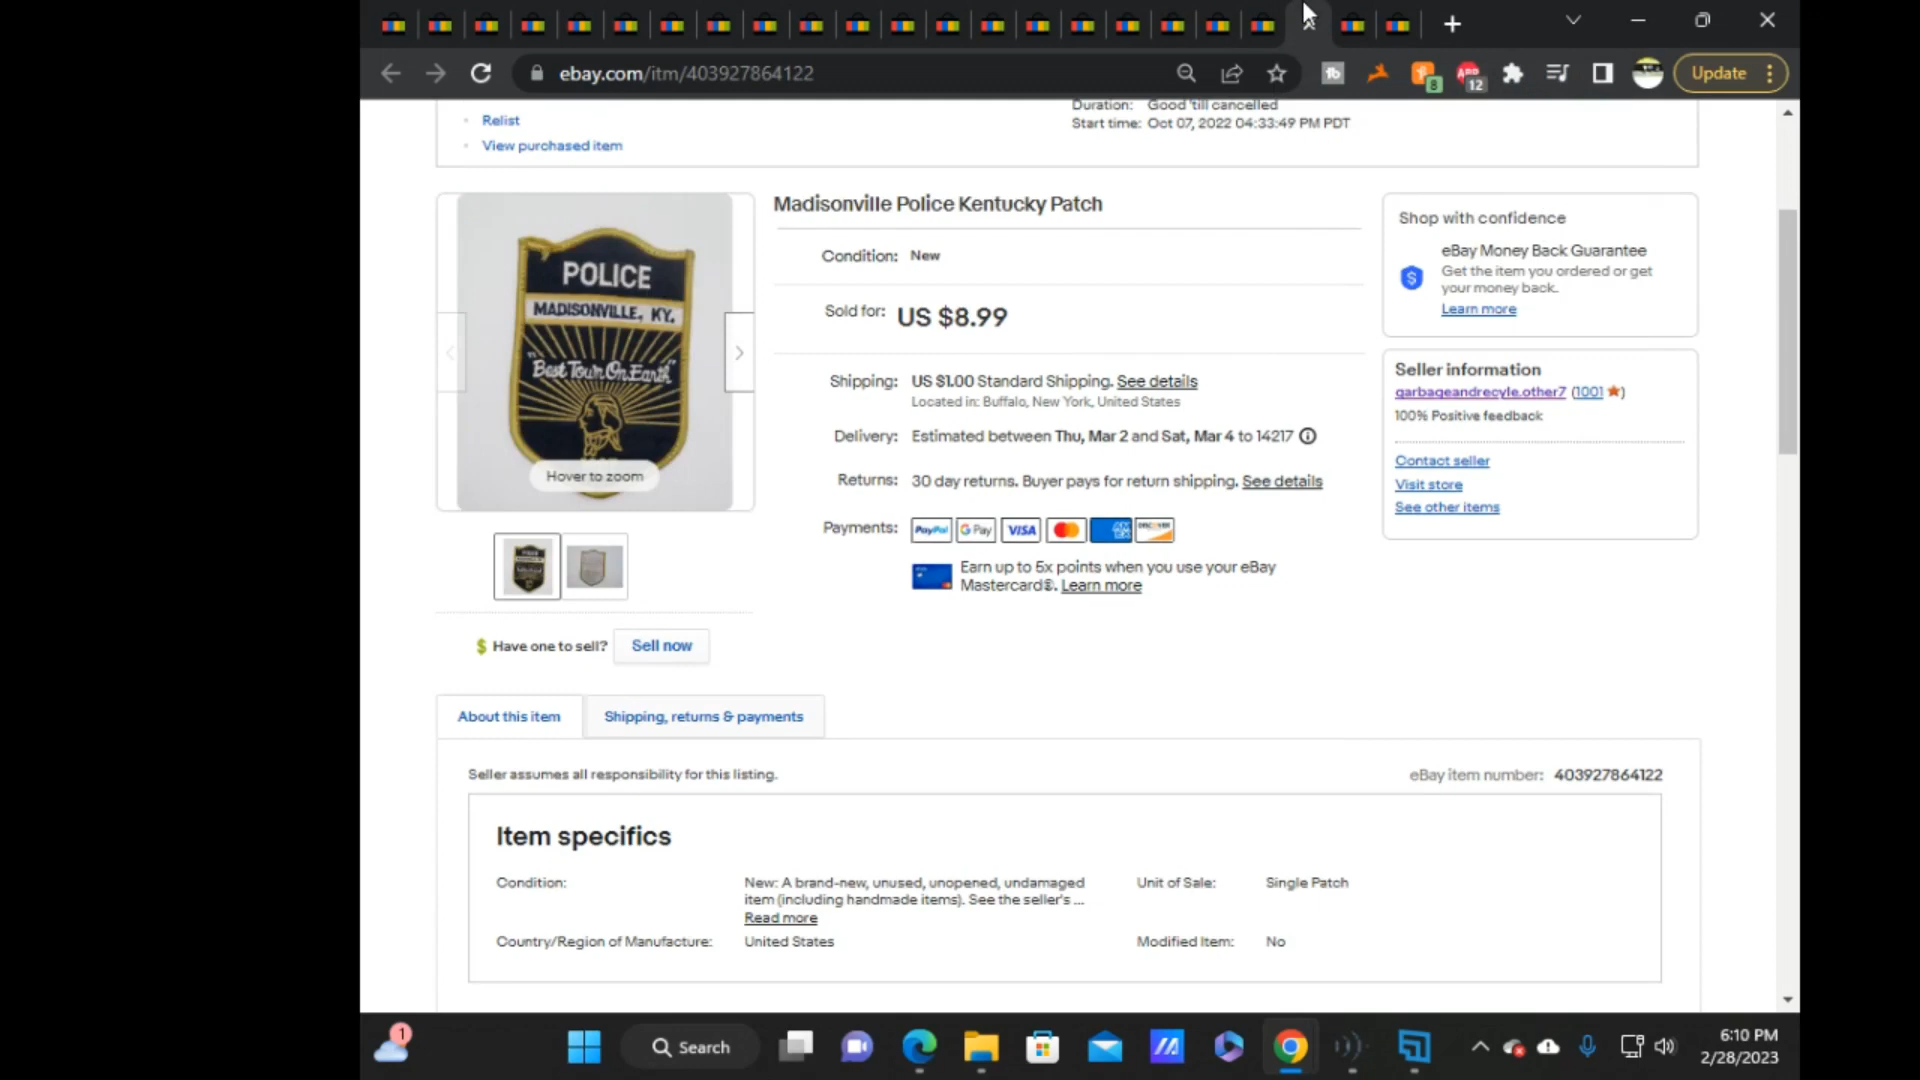 ebay.com/itm/403927864122
8
ABP
12
Update
Relist
View purchased item
Duration: Good 'till cancelled
Start time: Oct 07, 2022 04:33:49 PM PDT
POLICE
MADISONVILLE, KY.
"Best Town On Earth"
Hover to zoom
Have one to sell? Sell now
Madisonville Police Kentucky Patch
Condition: New
Sold for: US $8.99
Shipping: US $1.00 Standard Shipping. See details
Located in: Buffalo, New York, United States
Delivery: Estimated between Thu, Mar 2 and Sat, Mar 4 to 14217
Returns: 30 day returns. Buyer pays for return shipping. See details
Payments: PayPal G Pay VISA DISCOVER
Earn up to 5x points when you use your eBay
Mastercard®. Learn more
Shop with confidence
eBay Money Back Guarantee
Get the item you ordered or get
your money back.
Learn more
Seller information
garbageandrecyle.other7 (1001)
100% Positive feedback
Contact seller
Visit store
See other items
About this item
Shipping, returns & payments
Seller assumes all responsibility for this listing.
eBay item number: 403927864122
Item specifics
Condition: New: A brand-new, unused, unopened, undamaged
item (including handmade items). See the seller's ...
Read more
Unit of Sale: Single Patch
Country/Region of Manufacture: United States
Modified Item: No
1
Search
6:10 PM
2/28/2023